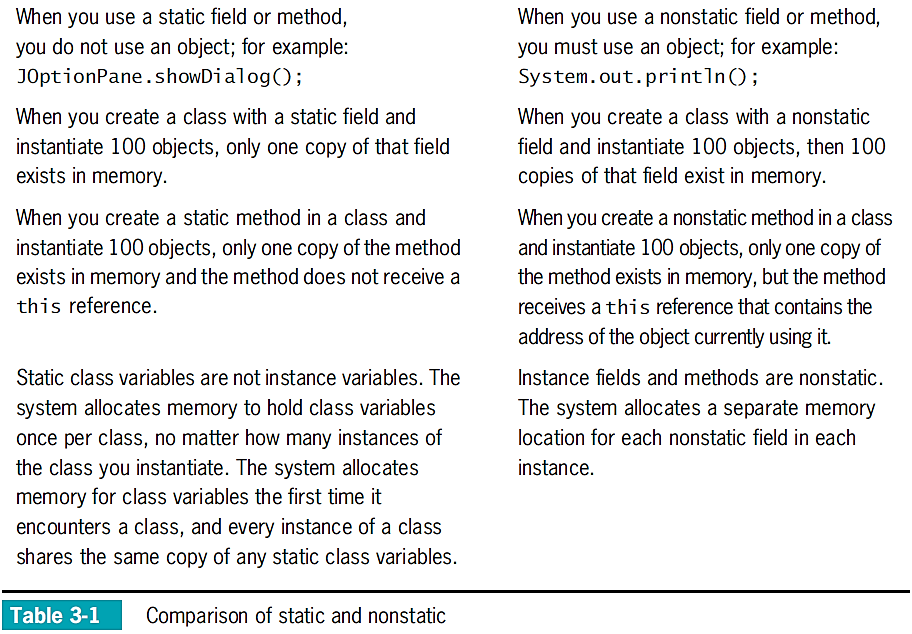 When you use a static field or method,
you do not use an object; for example:
JOptionPane.showDialog();
When you use a nonstatic field or method,
you must use an object; for example:
System.out.println();
When you create a class with a static field and
instantiate 100 objects, only one copy of that field
exists in memory.
When you create a class with a nonstatic
field and instantiate 100 objects, then 100
copies of that field exist in memory.
When you create a static method in a class and
instantiate 100 objects, only one copy of the method
exists in memory and the method does not receive a
this reference.
When you create a nonstatic method in a class
and instantiate 100 objects, only one copy of
the method exists in memory, but the method
receives a this reference that contains the
address of the object currently using it.
Static class variables are not instance variables. The
system allocates memory to hold class variables
once per class, no matter how many instances of
the class you instantiate. The system allocates
memory for class variables the first time it
encounters a class, and every instance of a class
shares the same copy of any static class variables.
Instance fields and methods are nonstatic.
The system allocates a separate memory
location for each nonstatic field in each
instance.
Table 3-1 Comparison of static and nonstatic